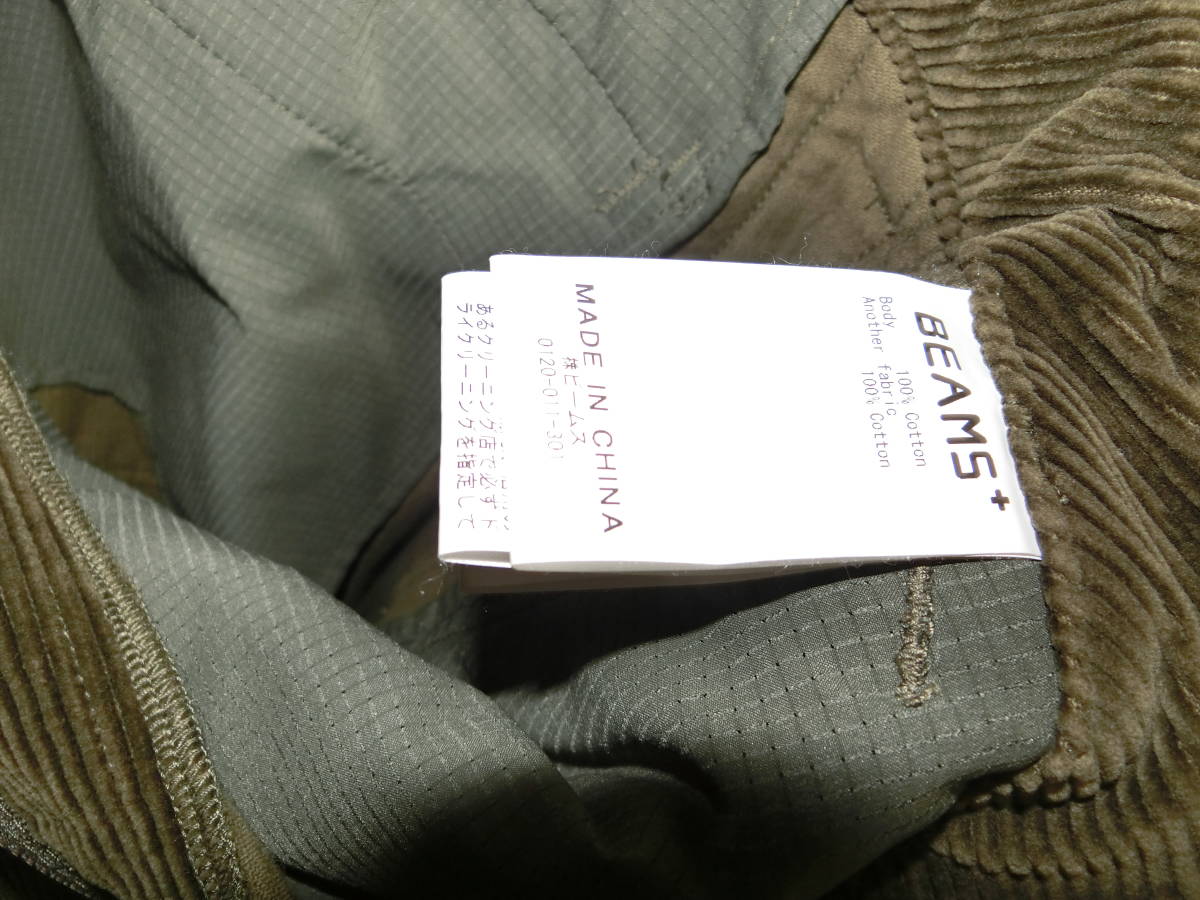 BEAMS+
Body
100% Cotton
Another fabric
100% Cotton
MADE IN CHINA
㈱ビームス
0120-011-301
あるクリーニング店で必ずド
ライクリーニングを指定して